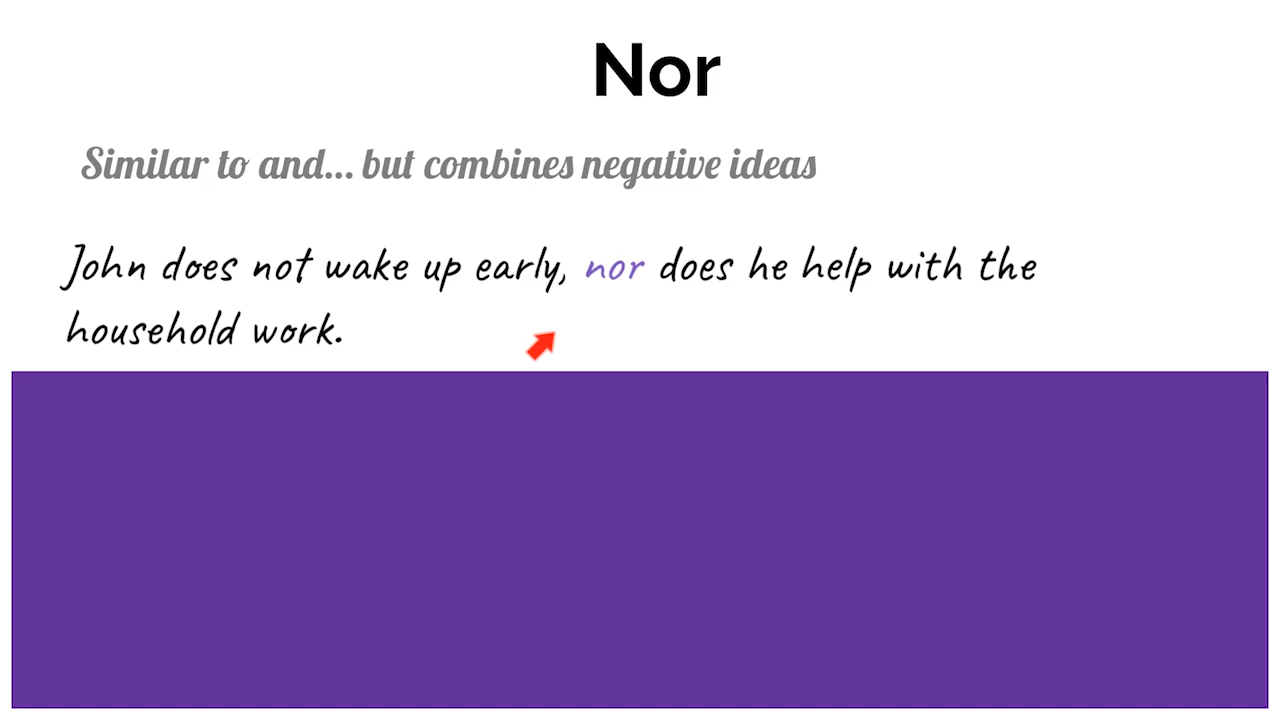 Nor
Similar to and... but combines negative ideas
John does not wake up early, nor does he help with the
household work.